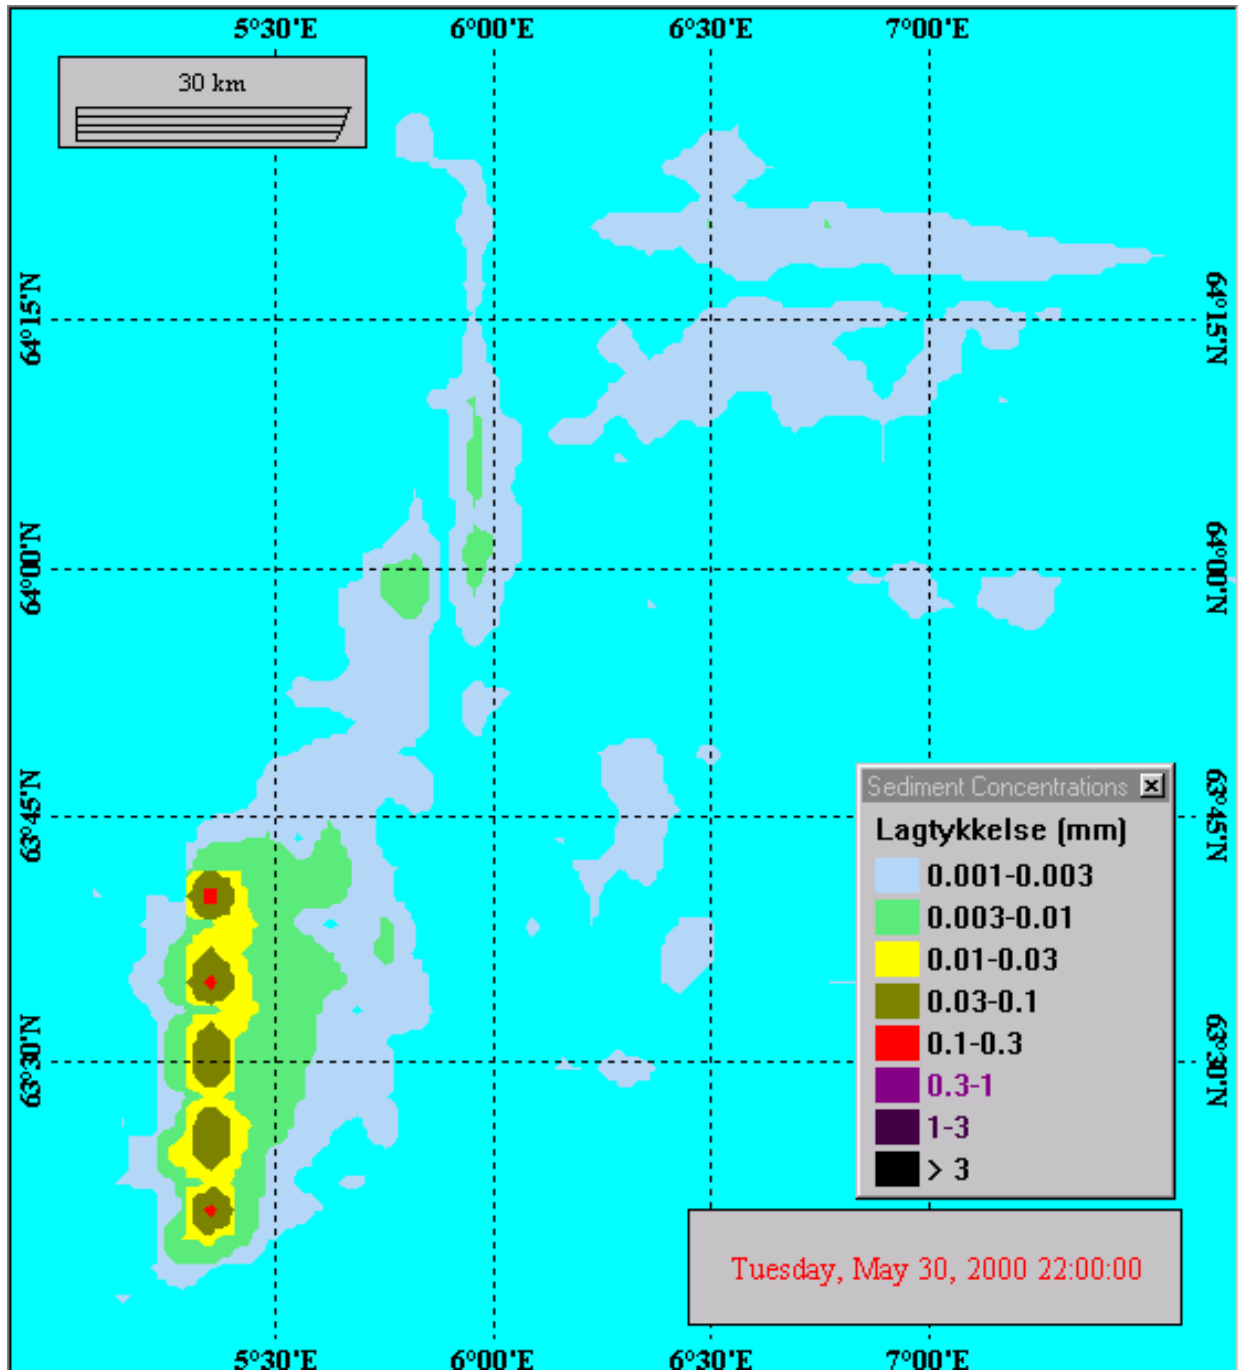 5°30'E 6°00'E 6°30'E 7°00'E
30 km
64°15'N 64°15'N
64°00'N 64°00'N
63°45'N 63°45'N
63°30'N 63°30'N
Sediment Concentrations
Lagtykkelse (mm)
0.001-0.003
0.003-0.01
0.01-0.03
0.03-0.1
0.1-0.3
0.3-1
1-3
> 3
Tuesday, May 30, 2000 22:00:00
5°30'E 6°00'E 6°30'E 7°00'E